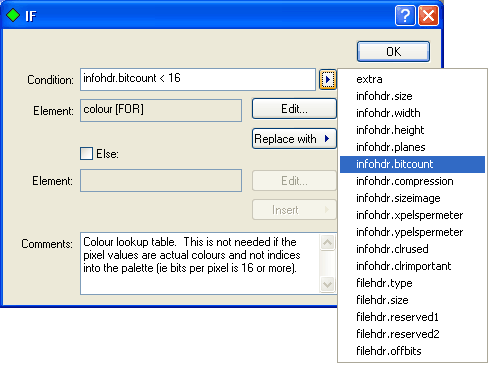 IF
OK
Condition: infohdr.bitcount < 16
Element: colour [FOR] Edit...
Replace with
Else:
Element: Edit...
Insert
Comments: Colour lookup table. This is not needed if the
pixel values are actual colours and not indices
into the palette (ie bits per pixel is 16 or more).
extra
infohdr.size
infohdr.width
infohdr.height
infohdr.planes
infohdr.bitcount
infohdr.compression
infohdr.sizeimage
infohdr.xpelspermeter
infohdr.ypelspermeter
infohdr.clrused
infohdr.clrimportant
filehdr.type
filehdr.size
filehdr.reserved1
filehdr.reserved2
filehdr.offbits